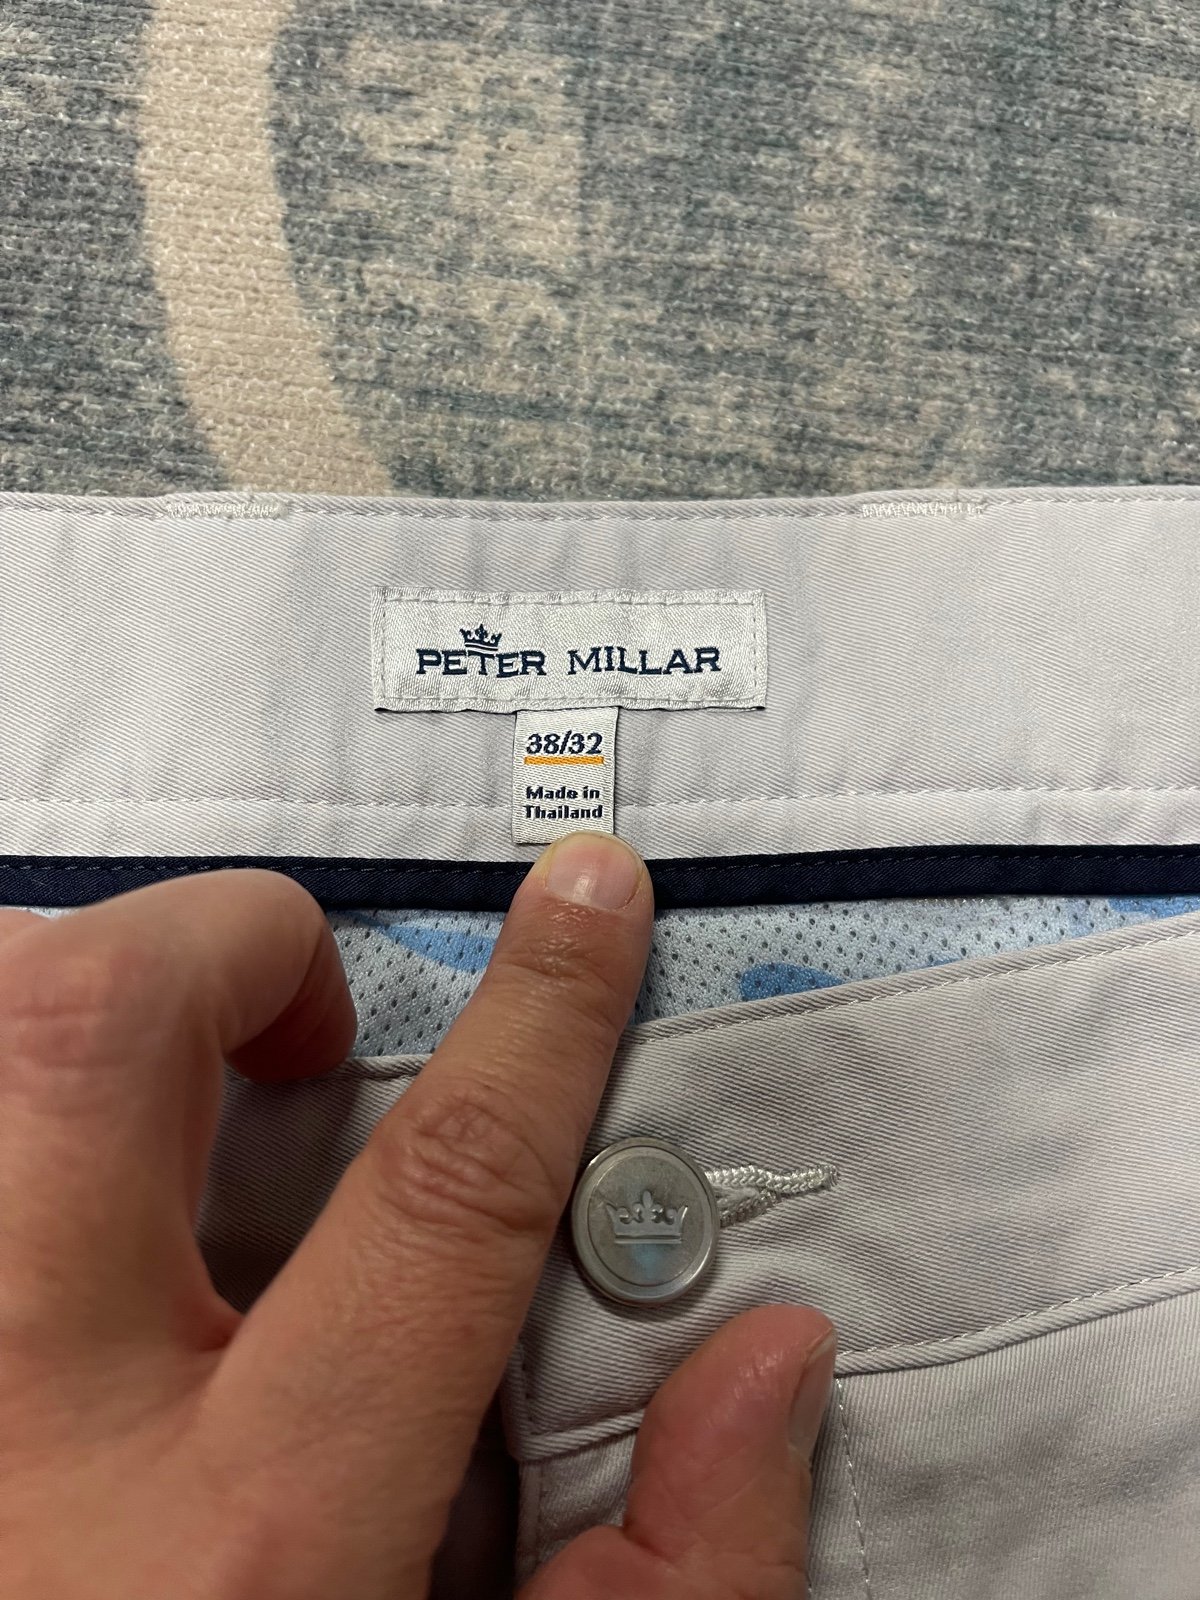 PETER MILLAR
38/32
Made in
Thailand